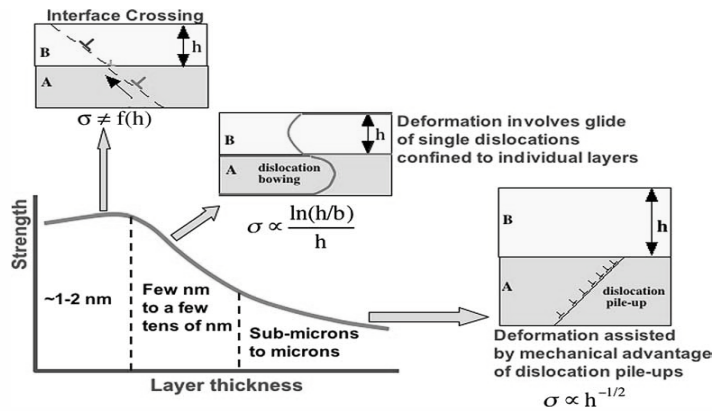 Interface Crossing
B
h
A
σ ≠ f(h)
B
h
A
dislocation
bowing
Deformation involves glide
of single dislocations
confined to individual layers
σ ∝ ln(h/b)
h
B
h
A
dislocation
pile-up
Strength
~1-2 nm
Few nm
to a few
tens of nm
Sub-microns
to microns
Layer thickness
Deformation assisted
by mechanical advantage
of dislocation pile-ups
σ ∝ h⁻¹/²